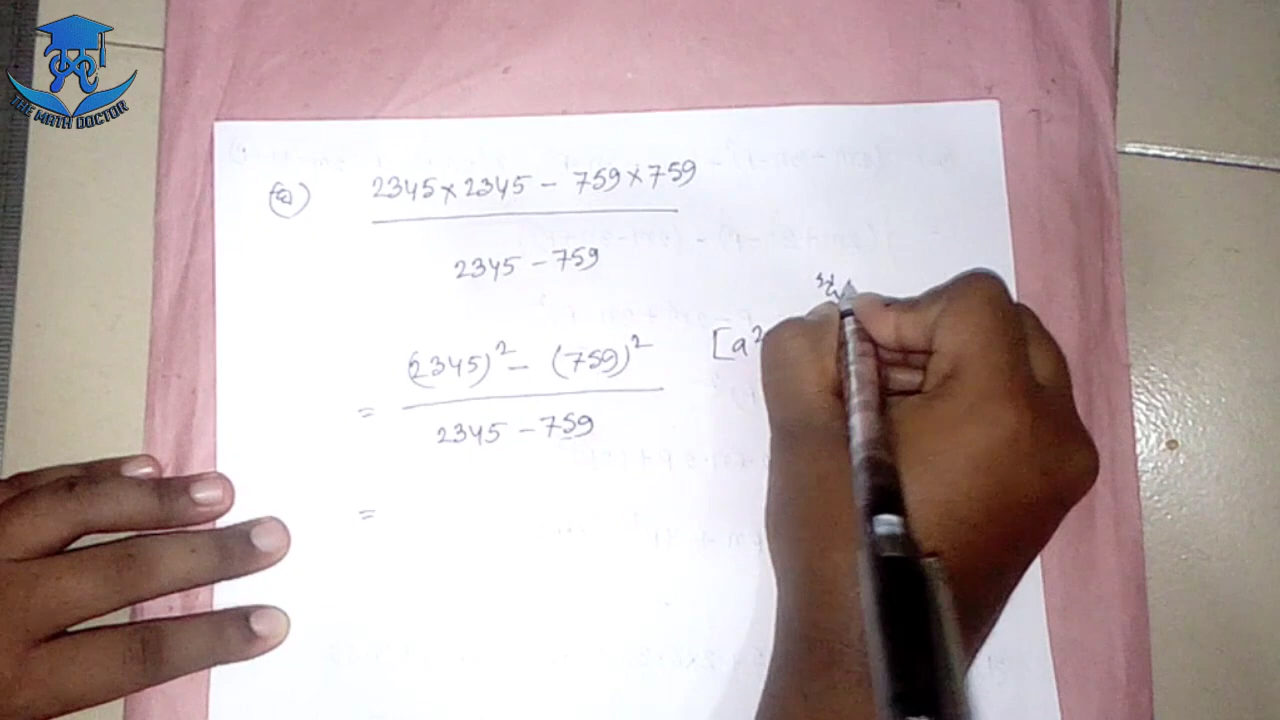 THE MATH DOCTOR
(ঘ) 2345 × 2345 − 759 × 759
2345 − 759
= (2345)² − (759)² [a²
2345 − 759
=